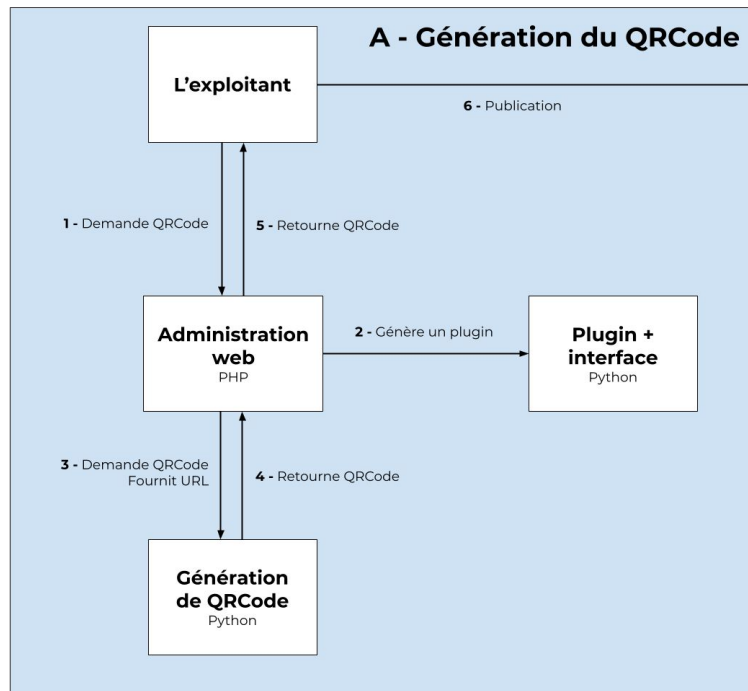 A - Génération du QRCode
L'exploitant
6 - Publication
1 - Demande QRCode
5 - Retourne QRCode
Administration
web
PHP
2 - Génère un plugin
Plugin +
interface
Python
3 - Demande QRCode
Fournit URL
4 - Retourne QRCode
Génération
de QRCode
Python